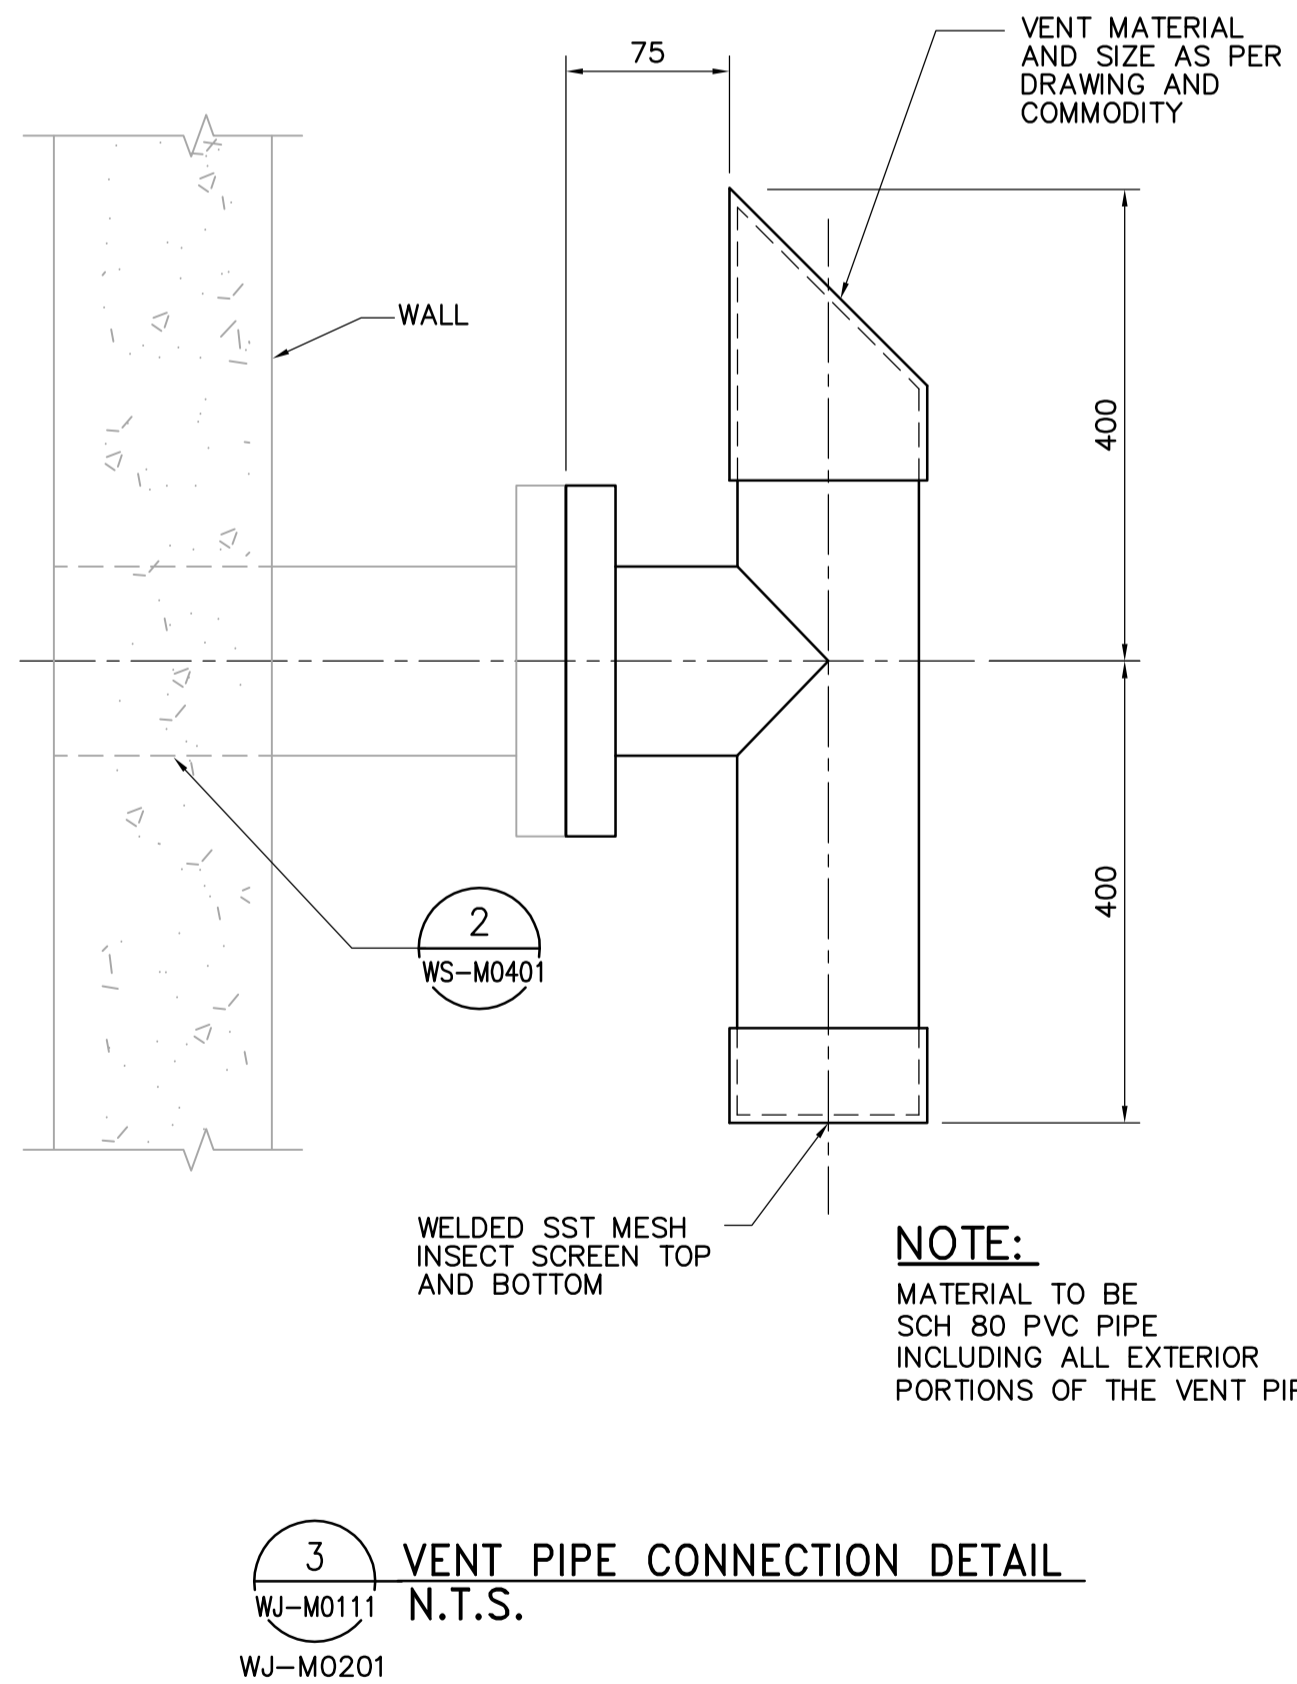 75
VENT MATERIAL
AND SIZE AS PER
DRAWING AND
COMMODITY
WALL
400
400
2
WS-M0401
WELDED SST MESH
INSECT SCREEN TOP
AND BOTTOM
NOTE:
MATERIAL TO BE
SCH 80 PVC PIPE
INCLUDING ALL EXTERIOR
PORTIONS OF THE VENT
3
WJ-M0111
VENT PIPE CONNECTION DETAIL
N.T.S.
WJ-M0201